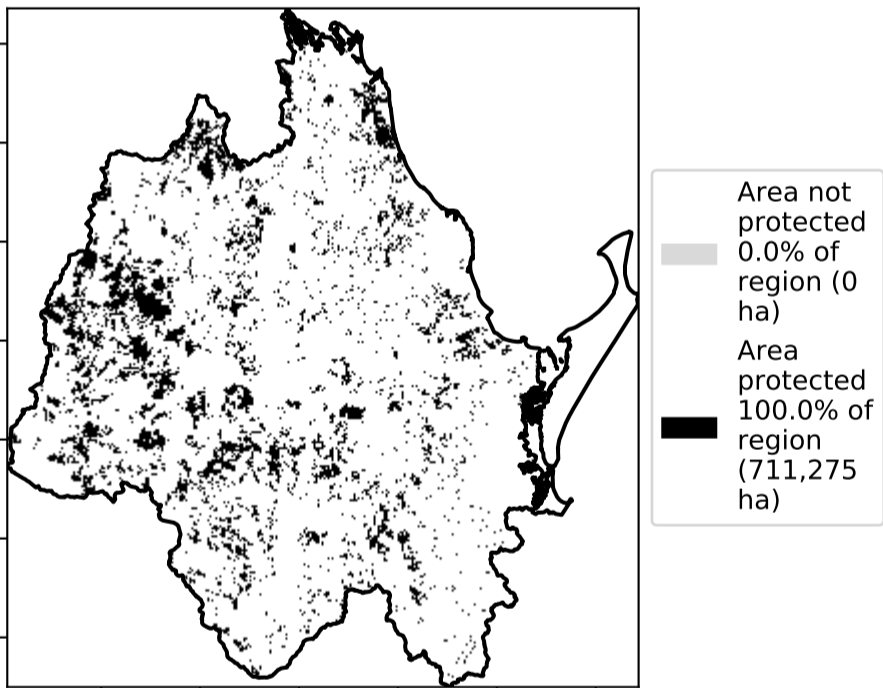 Area not
protected
0.0% of
region (0
ha)
Area
protected
100.0% of
region
(711,275
ha)